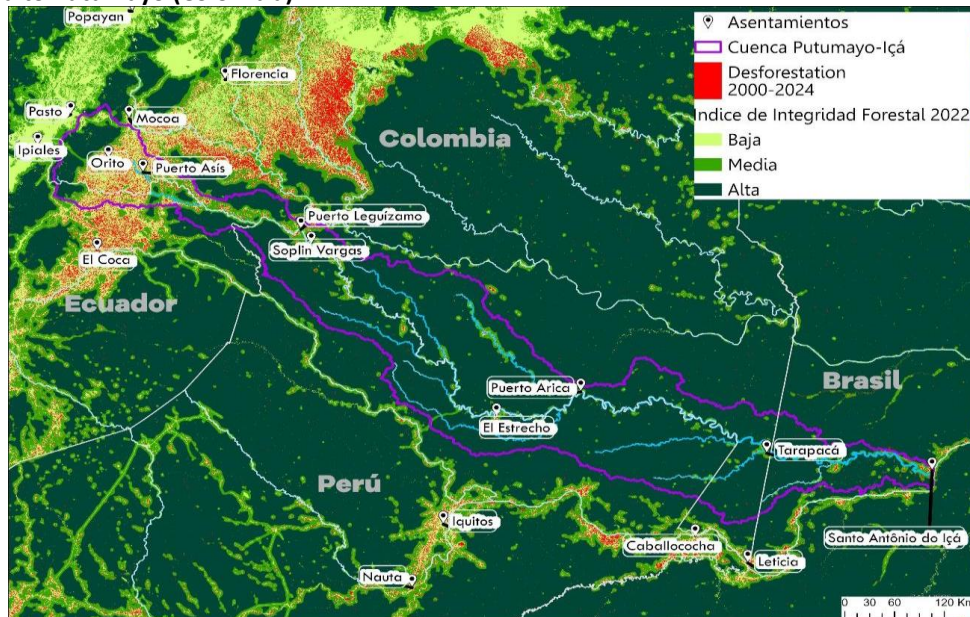 Popayan
Asentamientos
Cuenca Putumayo-Içá
Desforestation
2000-2024
Indice de Integridad Forestal 2022
Baja
Media
Alta
Florencia
Pasto
Mocoa
Colombia
Ipiales
Orito
Puerto Asis
Puerto Leguízamo
Soplin Vargas
El Coca
Ecuador
Puerto Arica
Brasil
El Estrecho
Tarapacá
Perú
Iquitos
Santo Antônio do Içá
Caballococha
Leticia
Nauta
0 30 60 120 Km